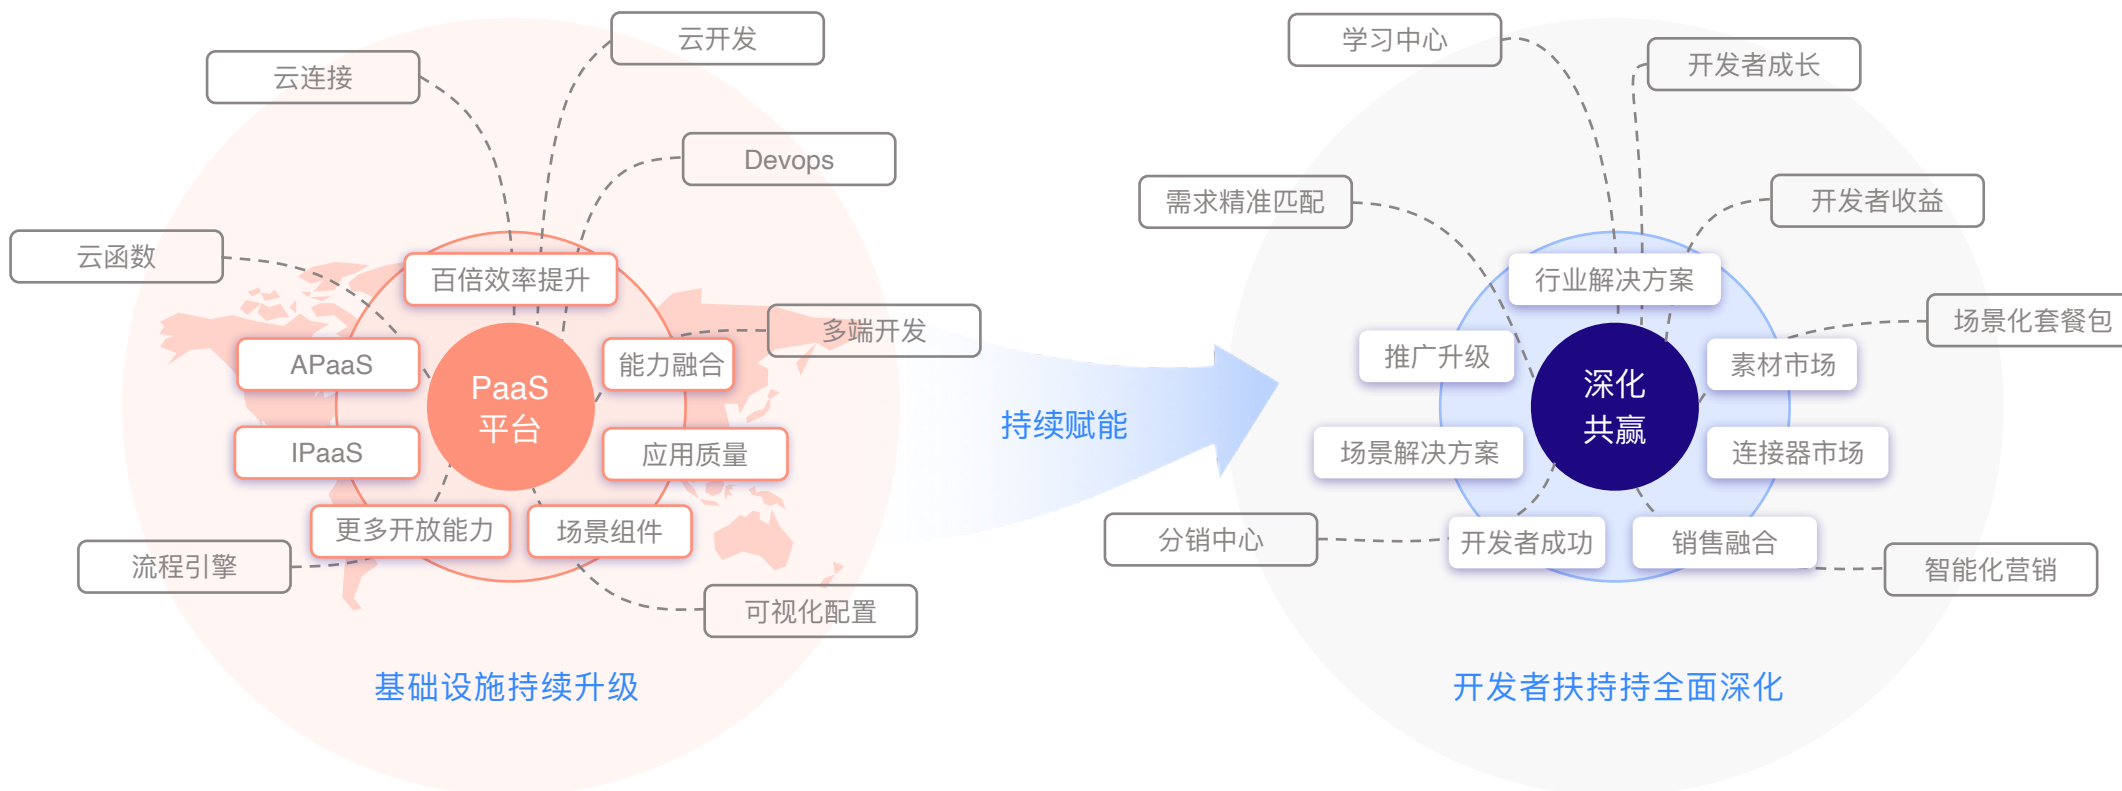 云开发
云连接
Devops
云函数
百倍效率提升
多端开发
APaaS
能力融合
PaaS
平台
IPaaS
应用质量
更多开放能力
场景组件
流程引擎
可视化配置
基础设施持续升级
持续赋能
学习中心
开发者成长
需求精准匹配
开发者收益
行业解决方案
场景化套餐包
推广升级
素材市场
深化
共赢
场景解决方案
连接器市场
分销中心
开发者成功
销售融合
智能化营销
开发者扶持持全面深化